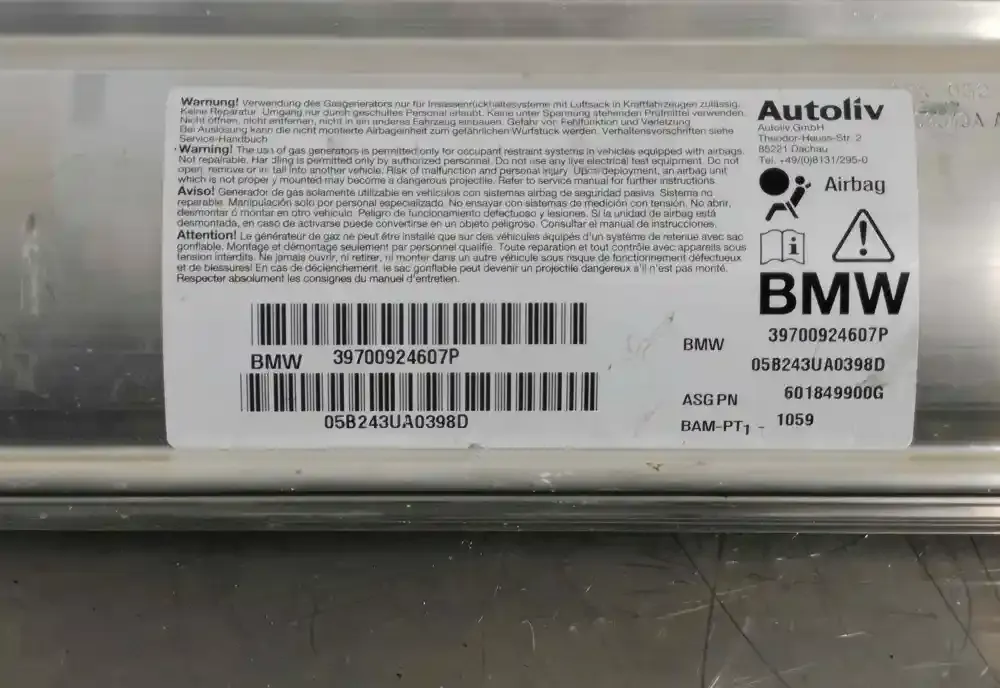 Warnung! Verwendung des Gasgenerators nur für Insassenrückhaltesysteme mit Luftsack in Kraftfahrzeugen zulässig.
Keine Reparatur. Umgang nur durch geschultes Personal erlaubt. Keine unter Spannung stehenden Prüfmittel verwenden.
Nicht öffnen, nicht entfernen, nicht in ein anderes Fahrzeug einbauen. Gefahr von Fehlfunktion und Verletzung
Bei Auslösung kann die nicht montierte Airbageinheit zum gefährlichen Wurfstück werden. Verhaltensvorschriften siehe
Service-Handbuch
Warning! The use of gas generators is permitted only for occupant restraint systems in vehicles equipped with airbags.
Not repairable. Handling is permitted only by authorized personnel. Do not use any live electrical test equipment. Do not
open, remove or install into another vehicle. Risk of malfunction and personal injury. Upon deployment, an airbag unit
which is not properly mounted may become a dangerous projectile. Refer to service manual for further instructions.
Aviso! Generador de gas solamente utilizable en vehículos con sistemas airbag de seguridad pasiva. Sistema no
reparable. Manipulación solo por personal especializado. No ensayar con sistemas de medición con tensión. No abrir,
desmontar ó montar en otro vehículo. Peligro de funcionamiento defectuoso y lesiones. Si la unidad de airbag está
desmontada, en caso de activarse puede convertirse en un objeto peligroso. Consultar el manual de instrucciones.
Attention! Le générateur de gaz ne peut être installé que sur des véhicules équipés d'un système de retenue avec sac
gonflable. Montage et démontage seulement par personnel qualifié. Toute réparation et tout contrôle avec appareils sous
tension interdits. Ne jamais ouvrir, ni retirer, ni monter dans un autre véhicule sous risque de fonctionnement défectueux
et de blessures! En cas de déclenchement, le sac gonflable peut devenir un projectile dangereux s'il n'est pas monté.
Respecter absolument les consignes du manuel d'entretien.
Autoliv
Autoliv GmbH
Theodor-Heuss-Str. 2
85221 Dachau
Tel. +49/(0)8131/295-0
Airbag
BMW
BMW 39700924607P
05B243UA0398D
BMW 39700924607P
05B243UA0398D
ASG PN 601849900G
BAM-PT1 - 1059